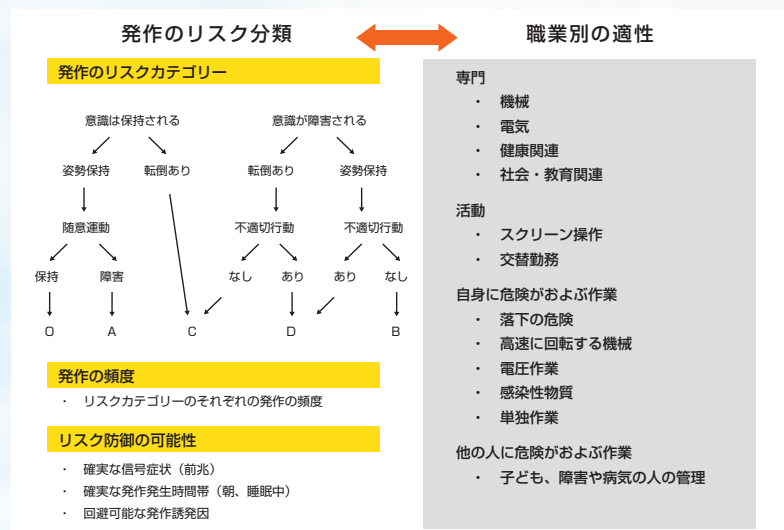 発作のリスク分類
職業別の適性
発作のリスクカテゴリー
意識は保持される
意識が障害される
姿勢保持
転倒あり
転倒あり
姿勢保持
随意運動
不適切行動
不適切行動
保持
障害
なし
あり
あり
なし
O
A
C
D
B
発作の頻度
・ リスクカテゴリーのそれぞれの発作の頻度
リスク防御の可能性
・ 確実な信号症状（前兆）
・ 確実な発作発生時間帯（朝、睡眠中）
・ 回避可能な発作誘発因
専門
・ 機械
・ 電気
・ 健康関連
・ 社会・教育関連
活動
・ スクリーン操作
・ 交替勤務
自身に危険がおよぶ作業
・ 落下の危険
・ 高速に回転する機械
・ 電圧作業
・ 感染性物質
・ 単独作業
他の人に危険がおよぶ作業
・ 子ども、障害や病気の人の管理